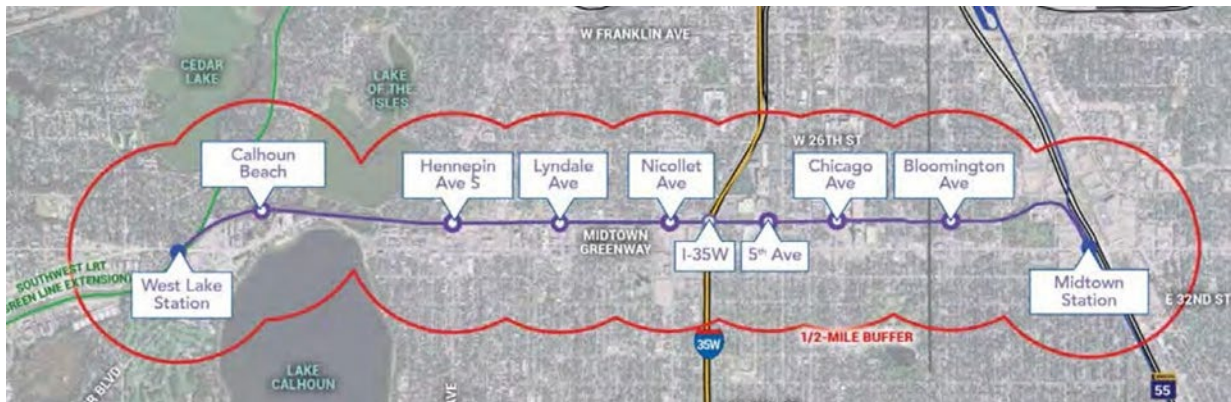 W FRANKLIN AVE
CEDAR
LAKE
LAKE
OF THE
ISLES
W 26TH ST
Calhoun
Beach
Hennepin
Ave S
Lyndale
Ave
Nicollet
Ave
Chicago
Ave
Bloomington
Ave
MIDTOWN
GREENWAY
I-35W
5th Ave
West Lake
Station
Midtown
Station
SOUTHWEST LRT
GREEN LINE EXTENSION)
E 32ND ST
1/2-MILE BUFFER
35W
LAKE
CALHOUN
R BLVD
AVE
55